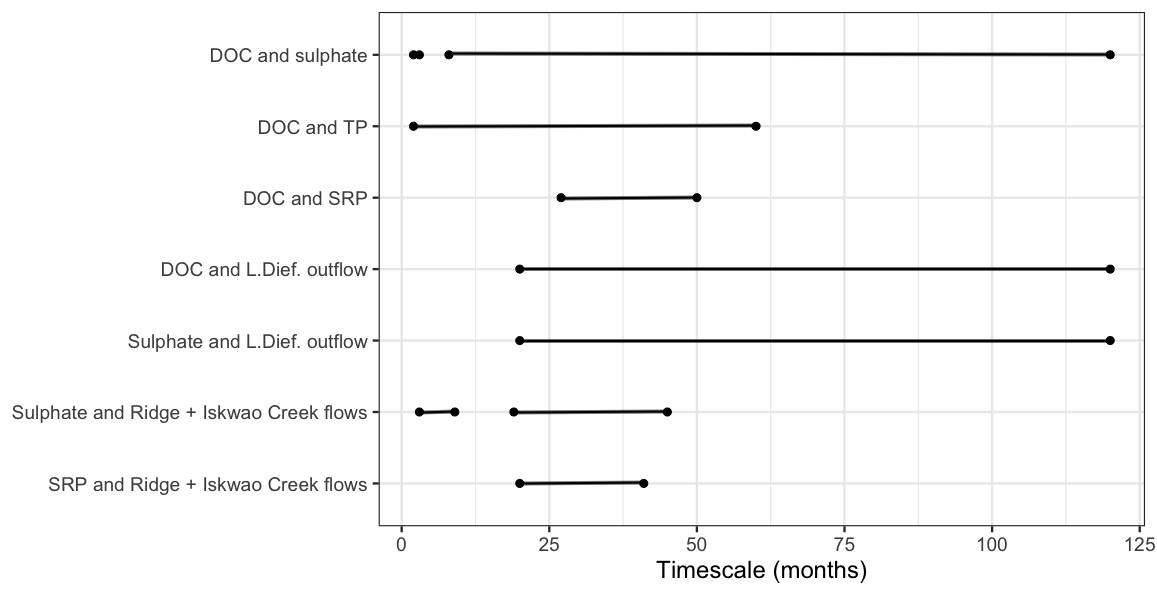 DOC and sulphate
DOC and TP
DOC and SRP
DOC and L.Dief. outflow
Sulphate and L.Dief. outflow
Sulphate and Ridge + Iskwao Creek flows
SRP and Ridge + Iskwao Creek flows
0 25 50 75 100 125
Timescale (months)